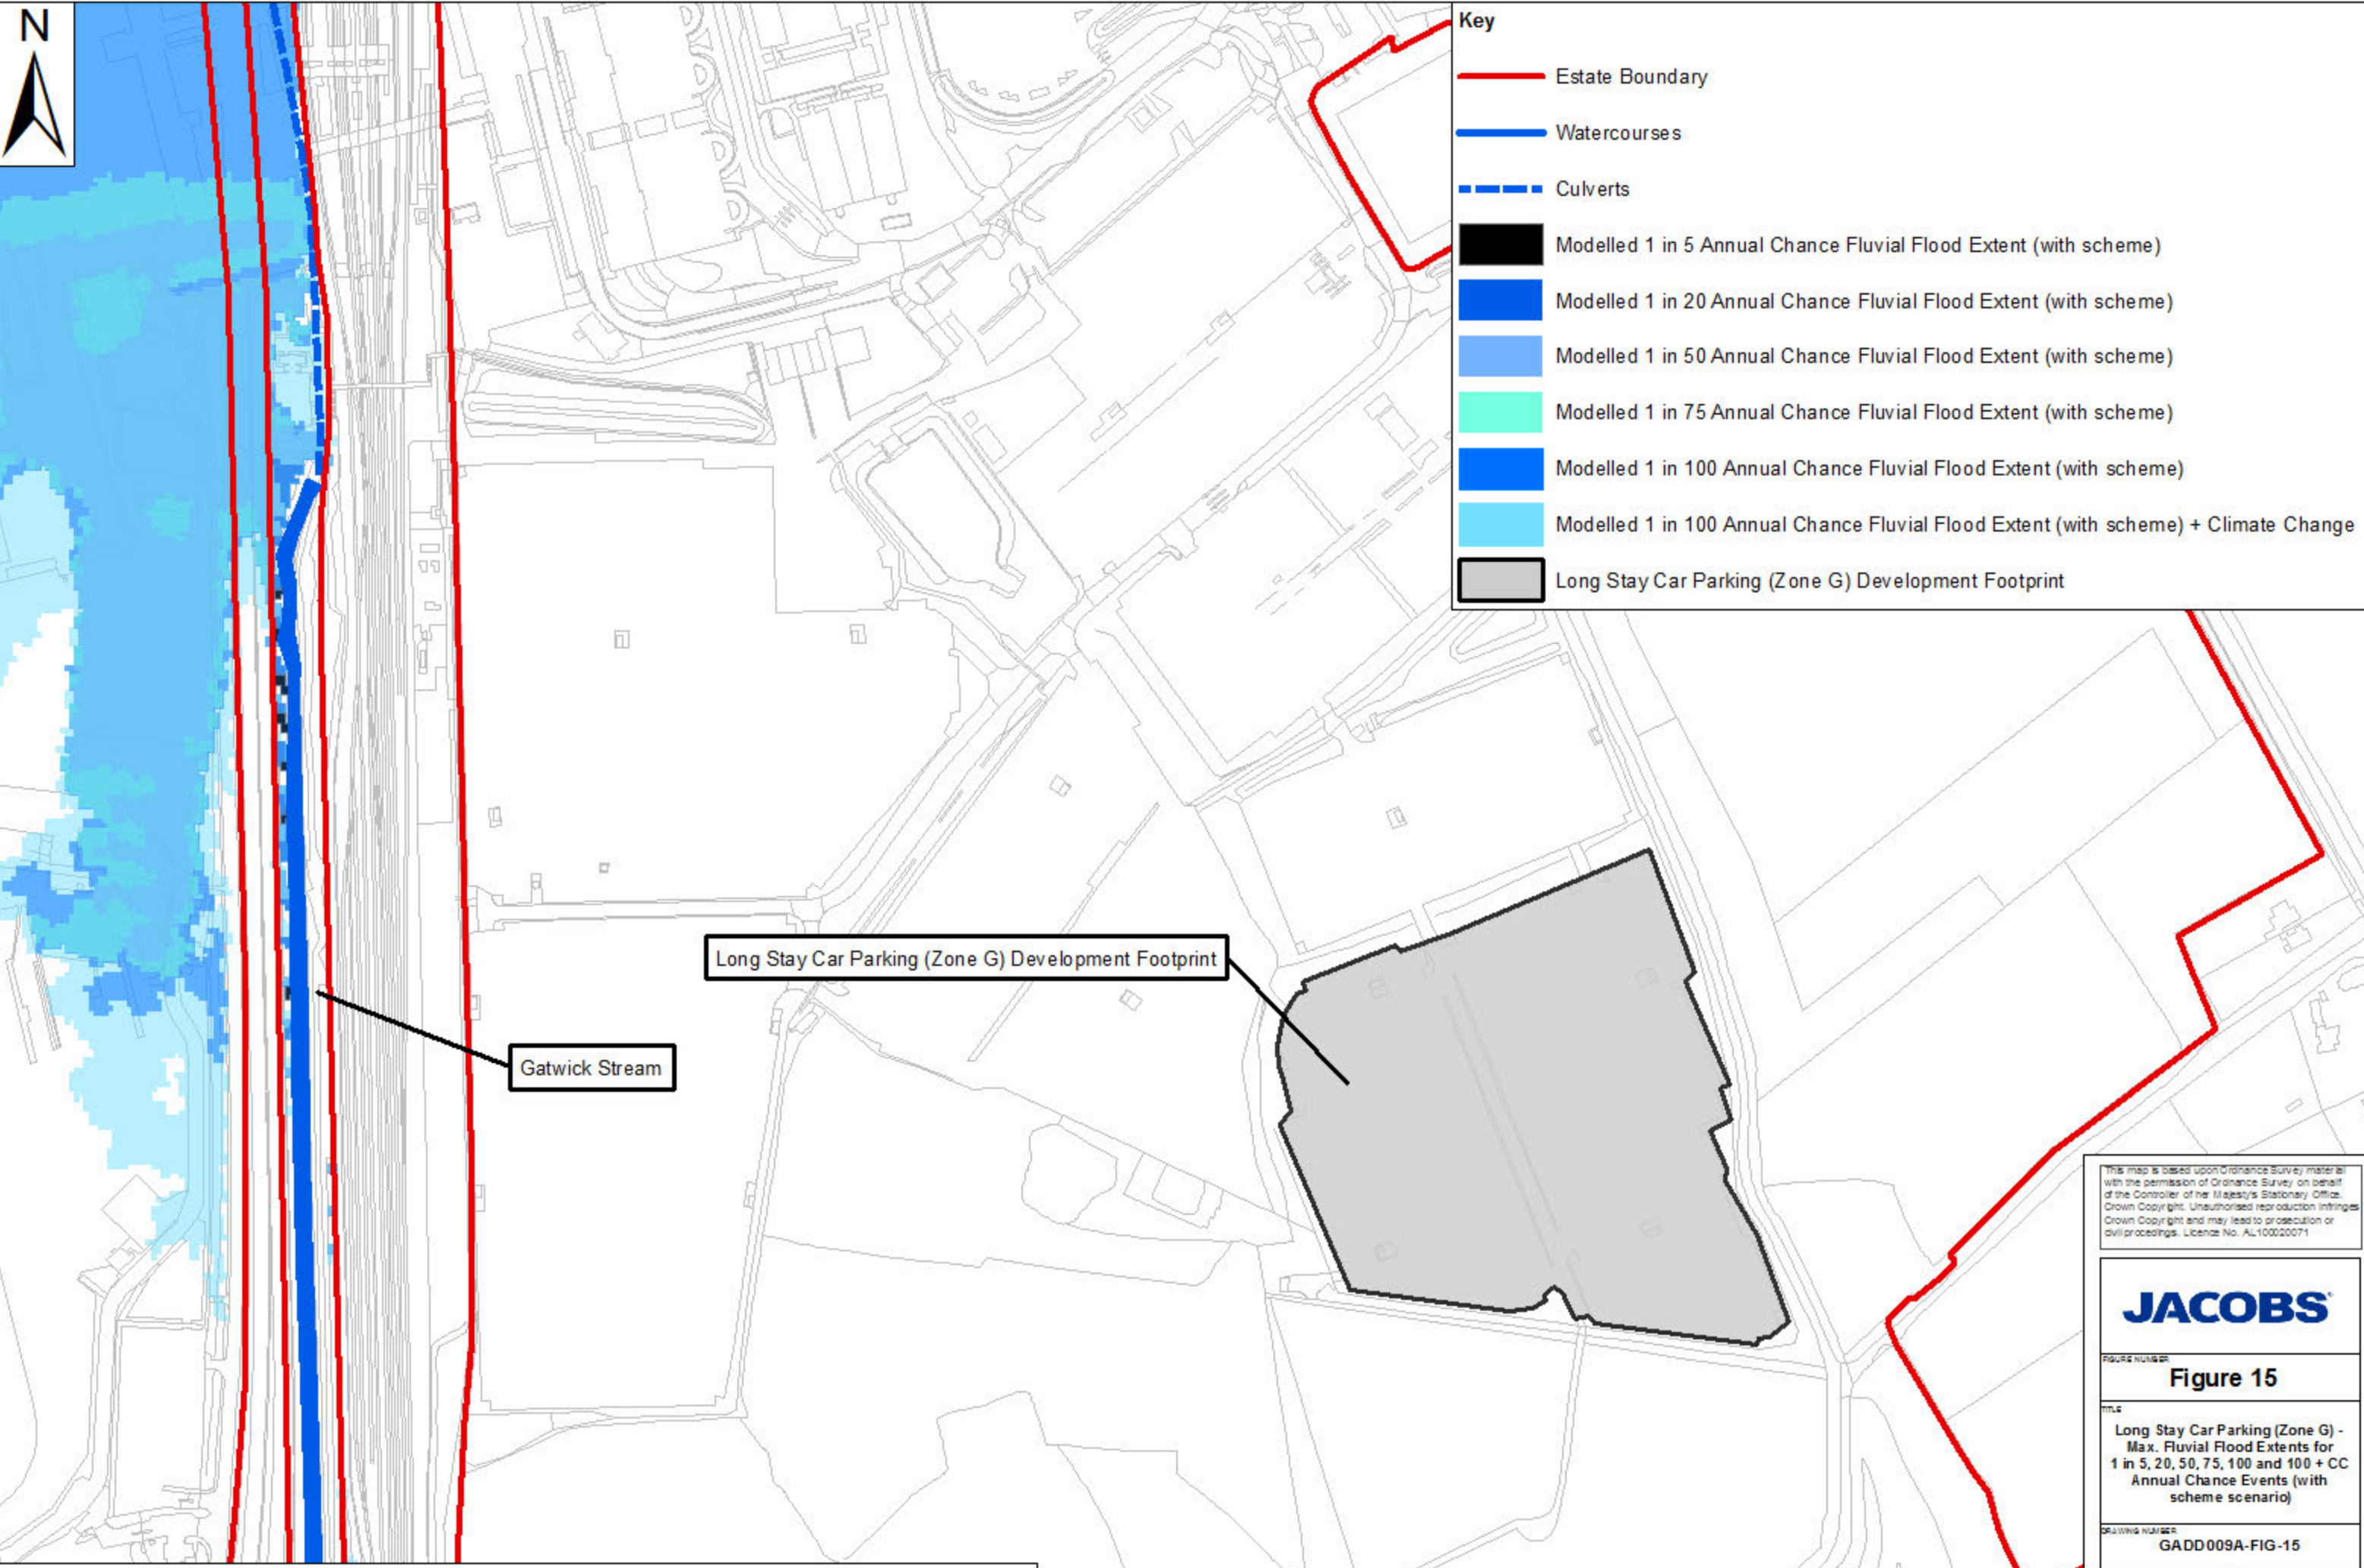 N
Key
Estate Boundary
Watercourses
Culverts
Modelled 1 in 5 Annual Chance Fluvial Flood Extent (with scheme)
Modelled 1 in 20 Annual Chance Fluvial Flood Extent (with scheme)
Modelled 1 in 50 Annual Chance Fluvial Flood Extent (with scheme)
Modelled 1 in 75 Annual Chance Fluvial Flood Extent (with scheme)
Modelled 1 in 100 Annual Chance Fluvial Flood Extent (with scheme)
Modelled 1 in 100 Annual Chance Fluvial Flood Extent (with scheme) + Climate Change
Long Stay Car Parking (Zone G) Development Footprint
Long Stay Car Parking (Zone G) Development Footprint
Gatwick Stream
This map is based upon Ordnance Survey material
with the permission of Ordnance Survey on behalf
of the Controller of her Majesty's Stationary Office.
Crown Copyright. Unauthorised reproduction infringes
Crown Copyright and may lead to prosecution or
civil procedings. Licence No. AL100020071
JACOBS
FIGURE NUMBER
Figure 15
TITLE
Long Stay Car Parking (Zone G) -
Max. Fluvial Flood Extents for
1 in 5, 20, 50, 75, 100 and 100 + CC
Annual Chance Events (with
scheme scenario)
DRAWING NUMBER
GADD009A-FIG-15